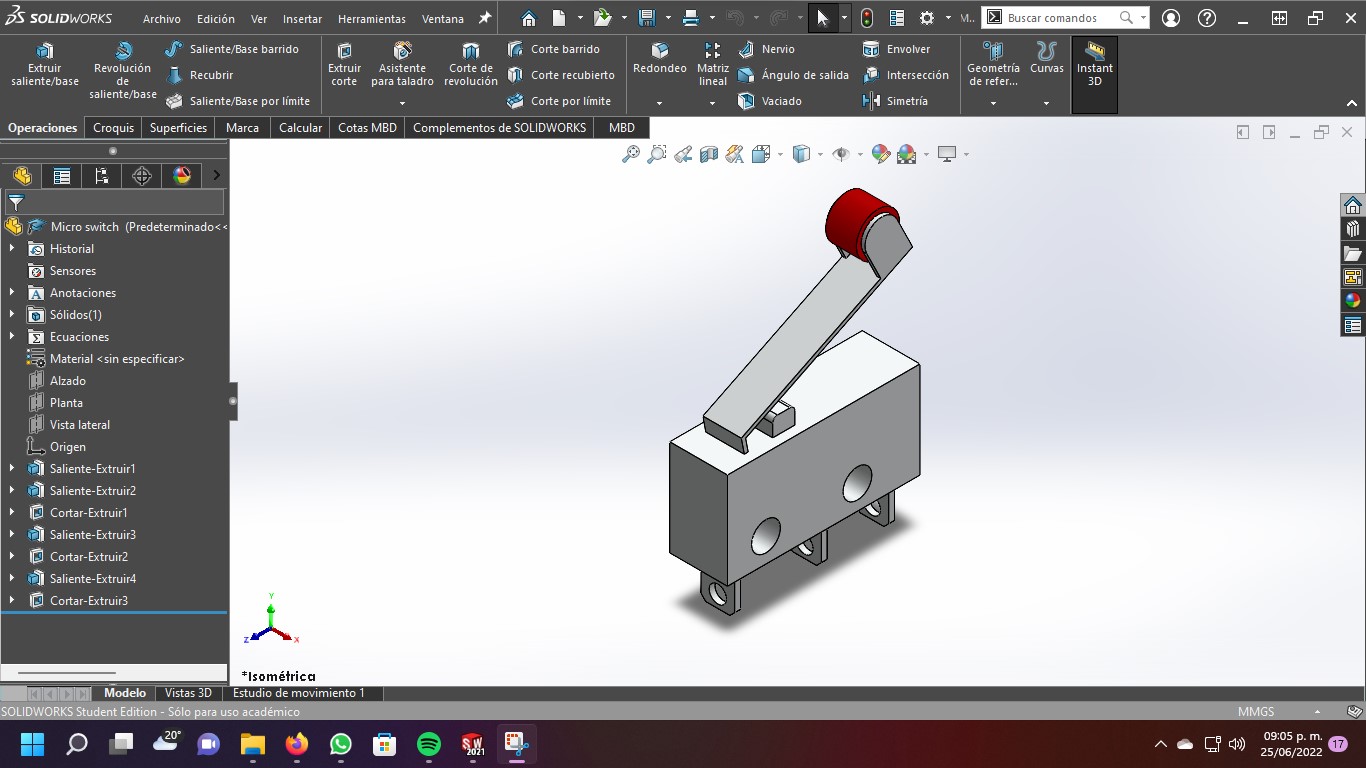 SOLIDWORKS
Archivo Edición Ver Insertar Herramientas Ventana
M...
Buscar comandos
Extruir saliente/base
Revolución de saliente/base
Saliente/Base barrido
Recubrir
Saliente/Base por límite
Extruir corte
Asistente para taladro
Corte de revolución
Corte barrido
Corte recubierto
Corte por límite
Redondeo
Matriz lineal
Nervio
Ángulo de salida
Vaciado
Envolver
Intersección
Simetría
Geometría de refer...
Curvas
Instant 3D
Operaciones Croquis Superficies Marca Calcular Cotas MBD Complementos de SOLIDWORKS MBD
Micro switch (Predeterminado<<
Historial
Sensores
Anotaciones
Sólidos(1)
Ecuaciones
Material <sin especificar>
Alzado
Planta
Vista lateral
Origen
Saliente-Extruir1
Saliente-Extruir2
Cortar-Extruir1
Saliente-Extruir3
Cortar-Extruir2
Saliente-Extruir4
Cortar-Extruir3
Y
Z
X
*Isométrica
Modelo Vistas 3D Estudio de movimiento 1
SOLIDWORKS Student Edition - Sólo para uso académico
MMGS
20°
SW
2021
09:05 p. m.
25/06/2022
17